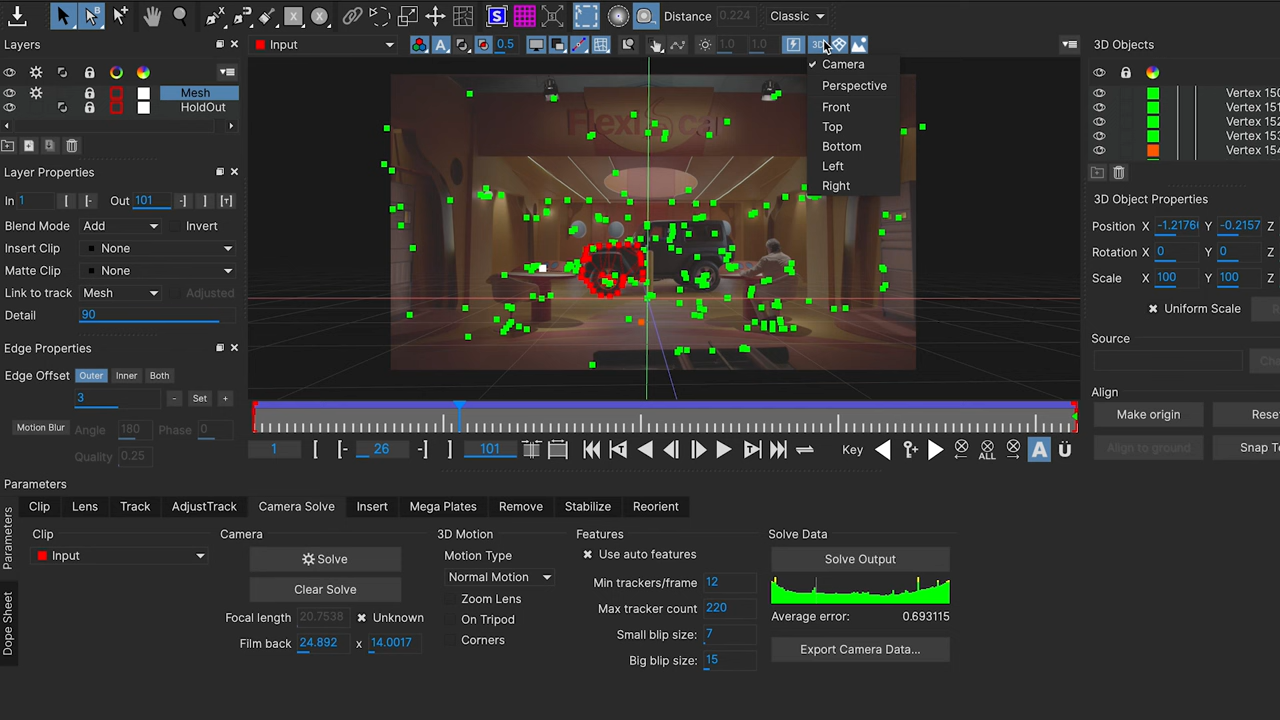 Distance 0.224 Classic
Layers
Input
0.5
1.0 1.0
3D
3D Objects
Camera
Perspective
Front
Top
Bottom
Left
Right
Mesh
HoldOut
Vertex 150
Vertex 151
Vertex 152
Vertex 154
Layer Properties
In 1 Out 101
Blend Mode Add Invert
Insert Clip None
Matte Clip None
Link to track Mesh Adjusted
Detail 90
3D Object Properties
Position X -1.2176 Y -0.2157 Z
Rotation X 0 Y 0 Z
Scale X 100 Y 100 Z
Uniform Scale
Source
Align
Make origin Rese
Align to ground Snap To
Edge Properties
Edge Offset Outer Inner Both
3 - Set +
Motion Blur Angle 180 Phase 0
Quality 0.25
1 26 101 Key ALL A Ü
Parameters
Clip Lens Track AdjustTrack Camera Solve Insert Mega Plates Remove Stabilize Reorient
Parameters
Dope Sheet
Clip
Input
Camera
Solve
Clear Solve
Focal length 20.7538 Unknown
Film back 24.892 x 14.0017
3D Motion
Motion Type
Normal Motion
Zoom Lens
On Tripod
Corners
Features
Use auto features
Min trackers/frame 12
Max tracker count 220
Small blip size: 7
Big blip size: 15
Solve Data
Solve Output
Average error: 0.693115
Export Camera Data...